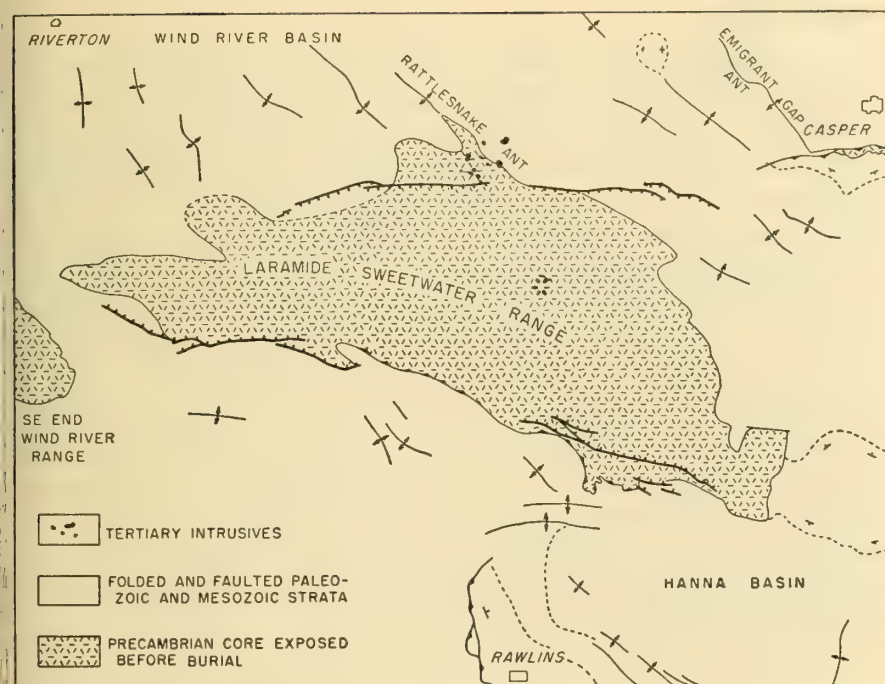 RIVERTON
WIND RIVER BASIN
RATTLESNAKE ANT
EMIGRANT GAP
ANT
CASPER
LARAMIDE SWEETWATER RANGE
SE END
WIND RIVER
RANGE
TERTIARY INTRUSIVES
FOLDED AND FAULTED PALEO-
ZOIC AND MESOZOIC STRATA
PRECAMBRIAN CORE EXPOSED
BEFORE BURIAL
HANNA BASIN
RAWLINS